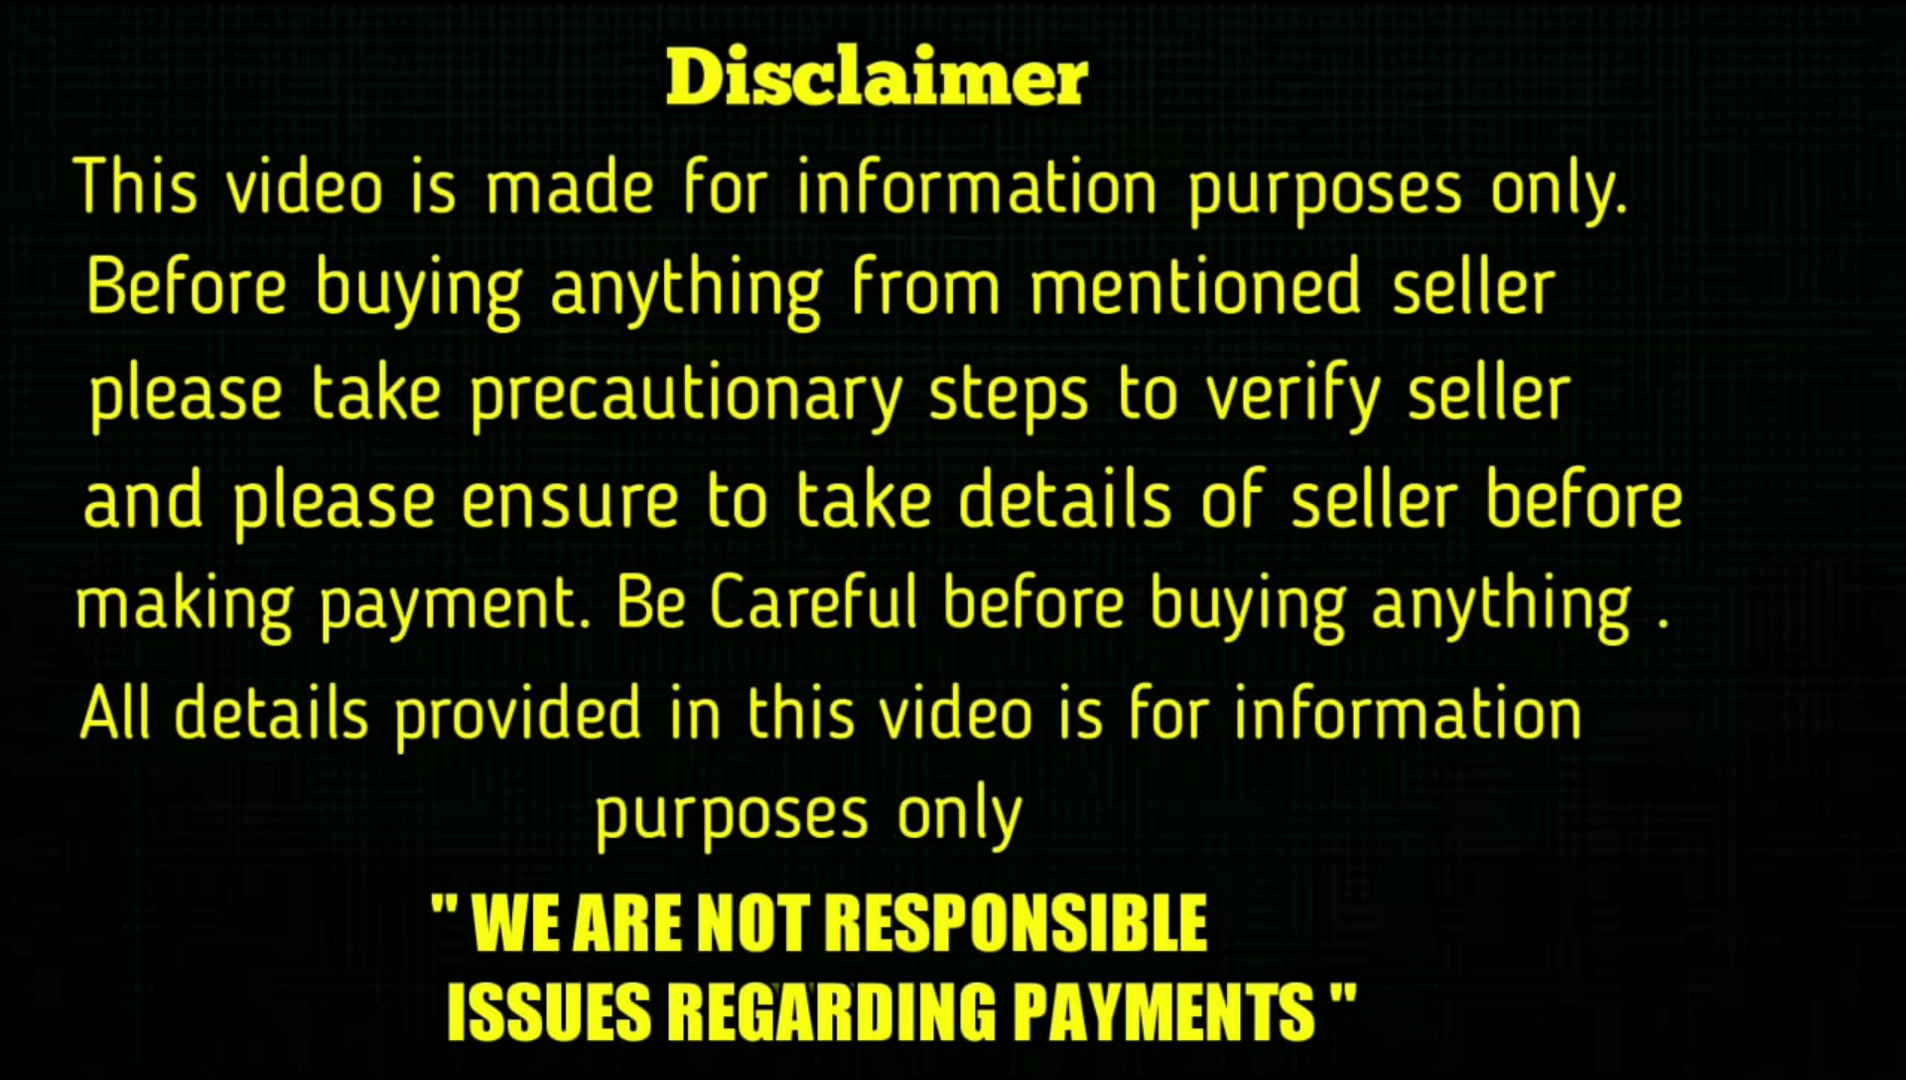 Disclaimer
This video is made for information purposes only.
Before buying anything from mentioned seller
please take precautionary steps to verify seller
and please ensure to take details of seller before
making payment. Be Careful before buying anything .
All details provided in this video is for information
purposes only
" WE ARE NOT RESPONSIBLE
ISSUES REGARDING PAYMENTS "